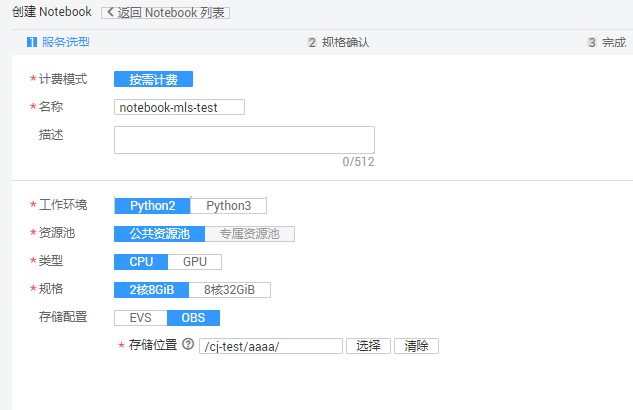 创建 Notebook 返回 Notebook 列表
1 服务选型 2 规格确认 3 完成
* 计费模式 按需计费
* 名称 notebook-mls-test
描述
0/512
* 工作环境 Python2 Python3
* 资源池 公共资源池 专属资源池
* 类型 CPU GPU
* 规格 2核8GiB 8核32GiB
存储配置 EVS OBS
* 存储位置 ? /cj-test/aaaa/ 选择 清除